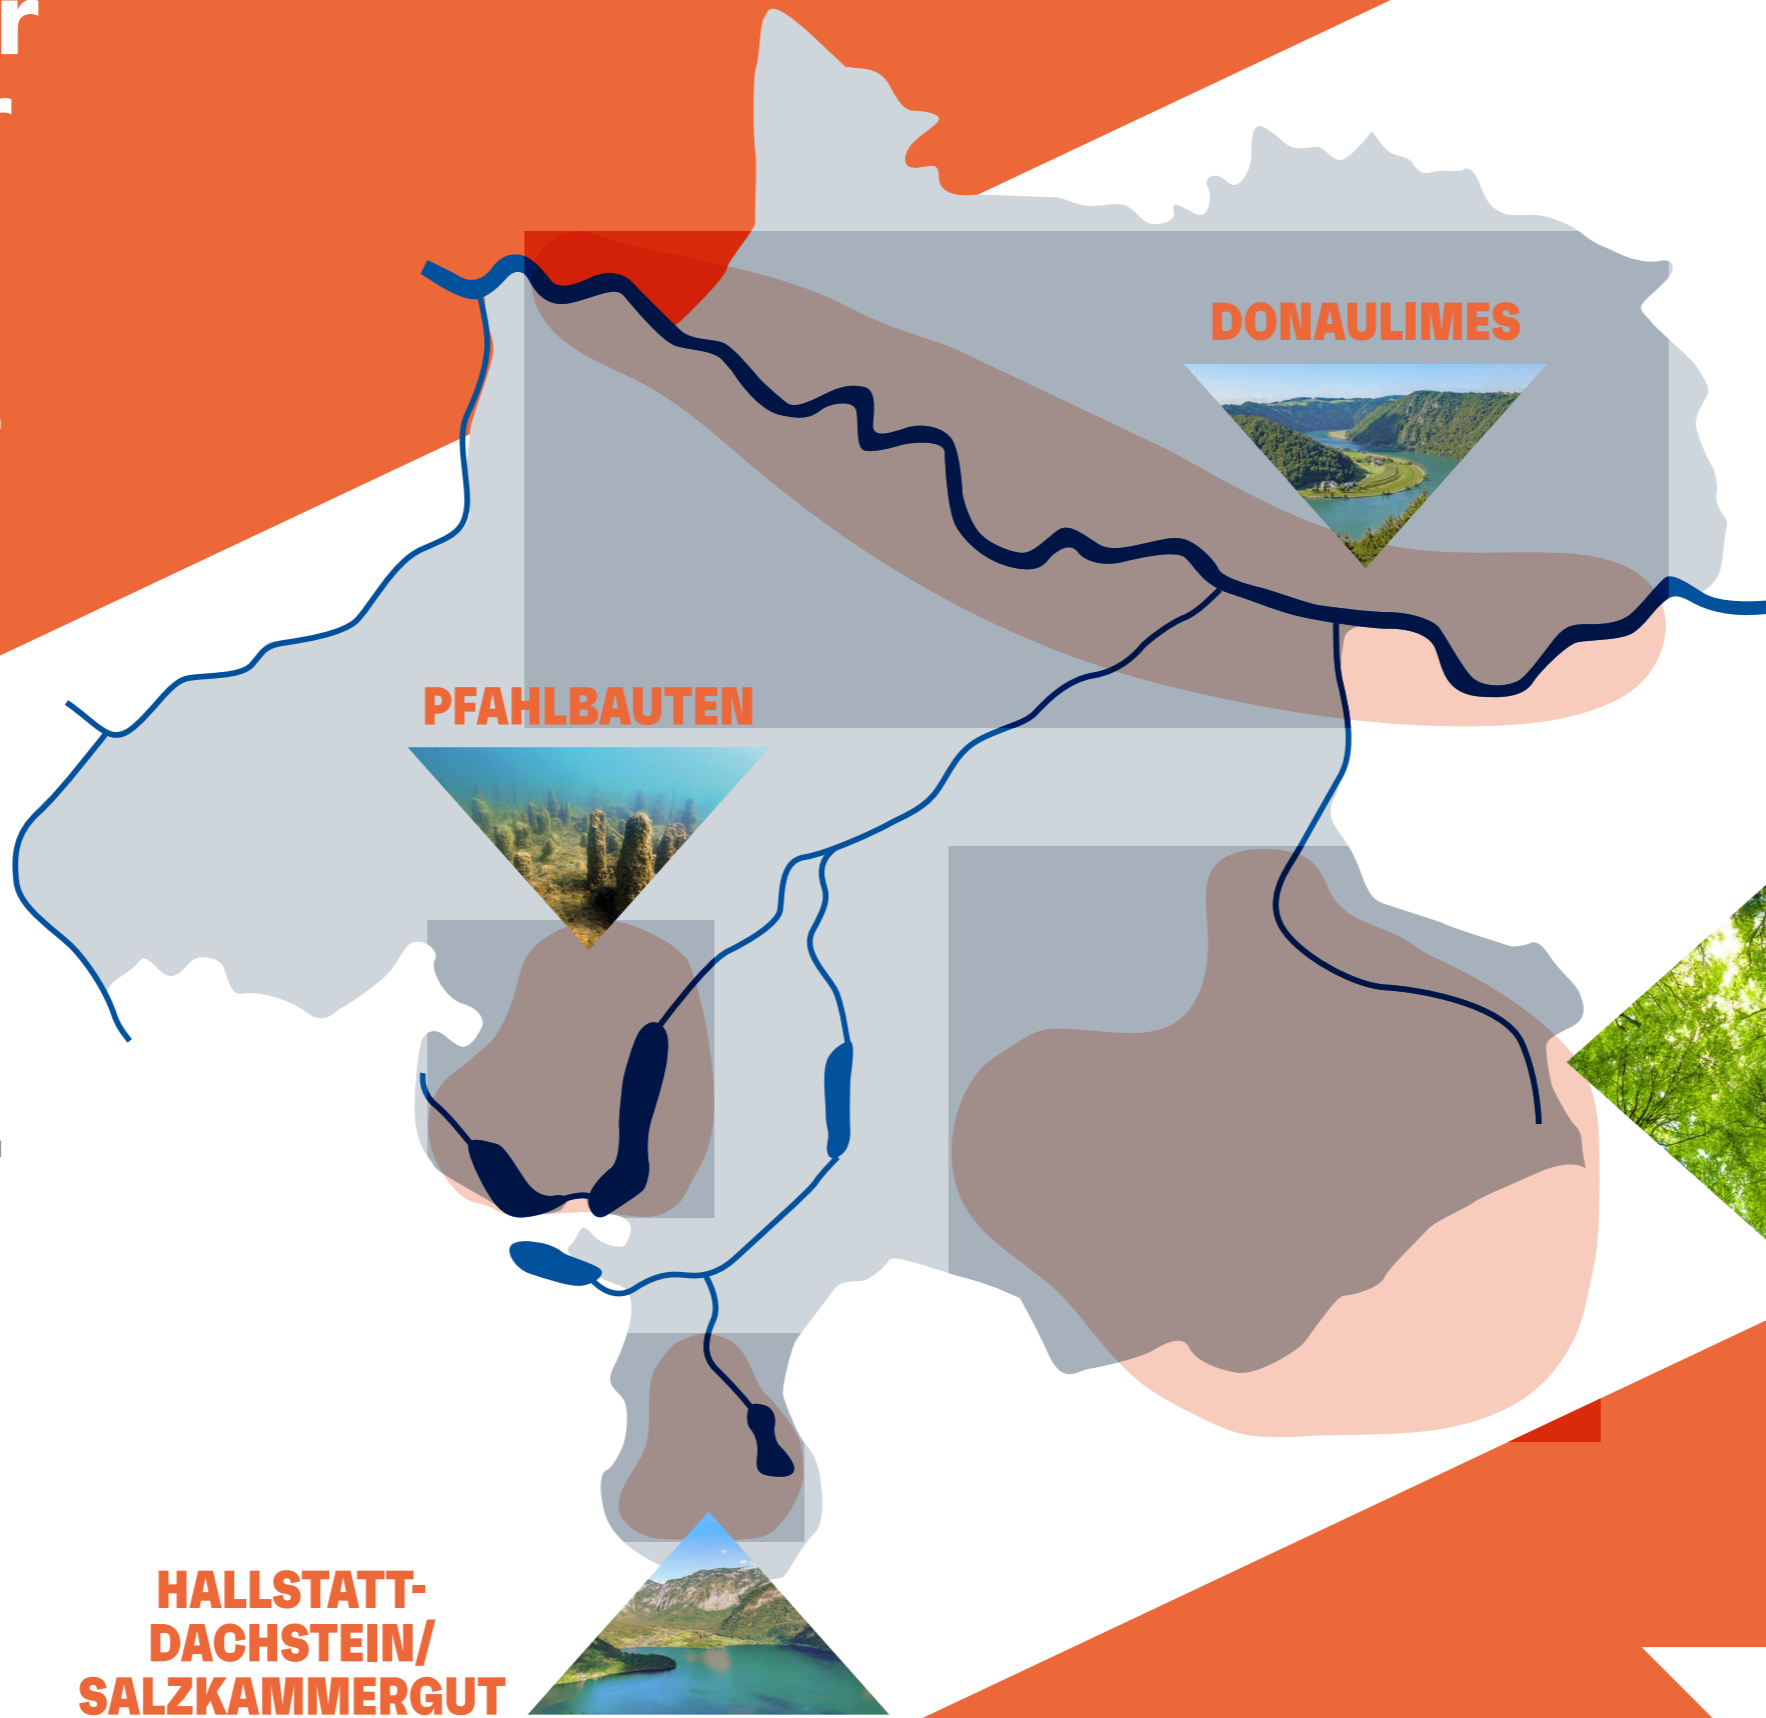 DONAULIMES
PFAHLBAUTEN
HALLSTATT-
DACHSTEIN/
SALZKAMMERGUT